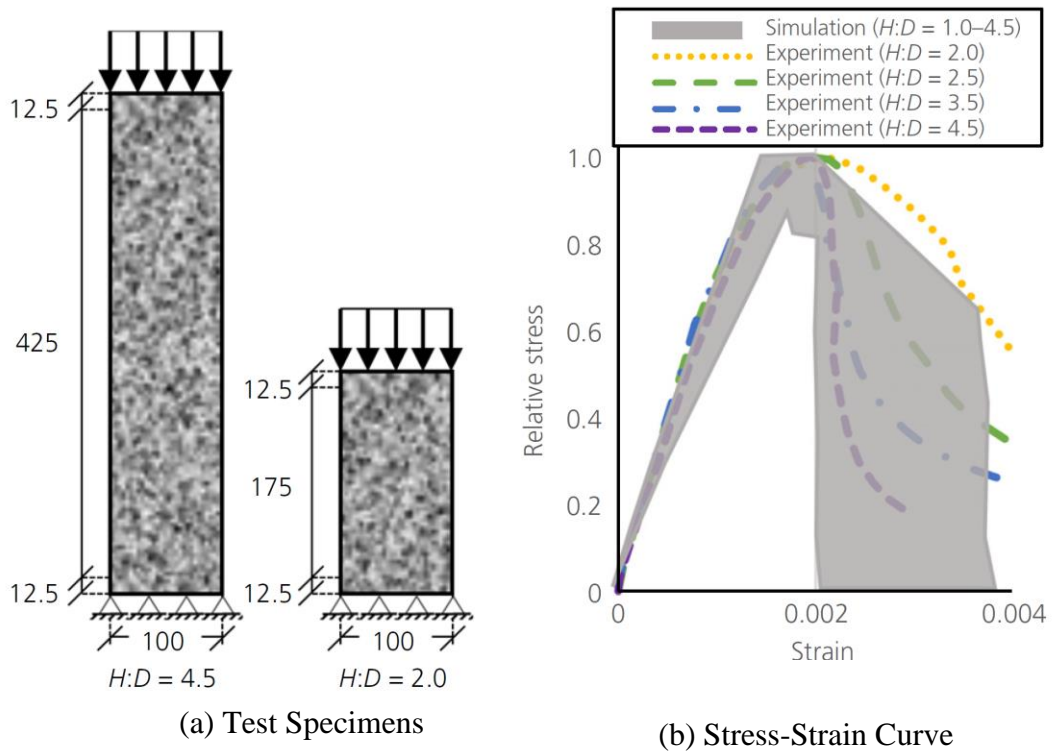 12.5
425
12.5
100
H:D = 4.5
12.5
175
12.5
100
H:D = 2.0
(a) Test Specimens
Simulation (H:D = 1.0–4.5)
Experiment (H:D = 2.0)
Experiment (H:D = 2.5)
Experiment (H:D = 3.5)
Experiment (H:D = 4.5)
Relative stress
1.0
0.8
0.6
0.4
0.2
0
0
0.002
0.004
Strain
(b) Stress-Strain Curve